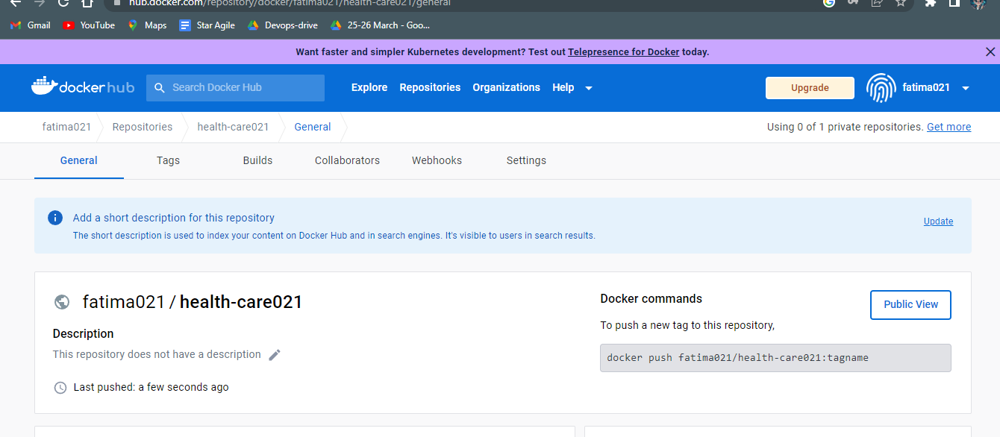 hub.docker.com/repository/docker/fatima021/health-care021/general
Gmail YouTube Maps Star Agile Devops-drive 25-26 March - Goo...
Want faster and simpler Kubernetes development? Test out Telepresence for Docker today.
dockerhub Search Docker Hub Explore Repositories Organizations Help Upgrade fatima021
fatima021 Repositories health-care021 General Using 0 of 1 private repositories. Get more
General Tags Builds Collaborators Webhooks Settings
Add a short description for this repository
The short description is used to index your content on Docker Hub and in search engines. It's visible to users in search results.
Update
fatima021 / health-care021
Description
This repository does not have a description
Last pushed: a few seconds ago
Docker commands
Public View
To push a new tag to this repository,
docker push fatima021/health-care021:tagname